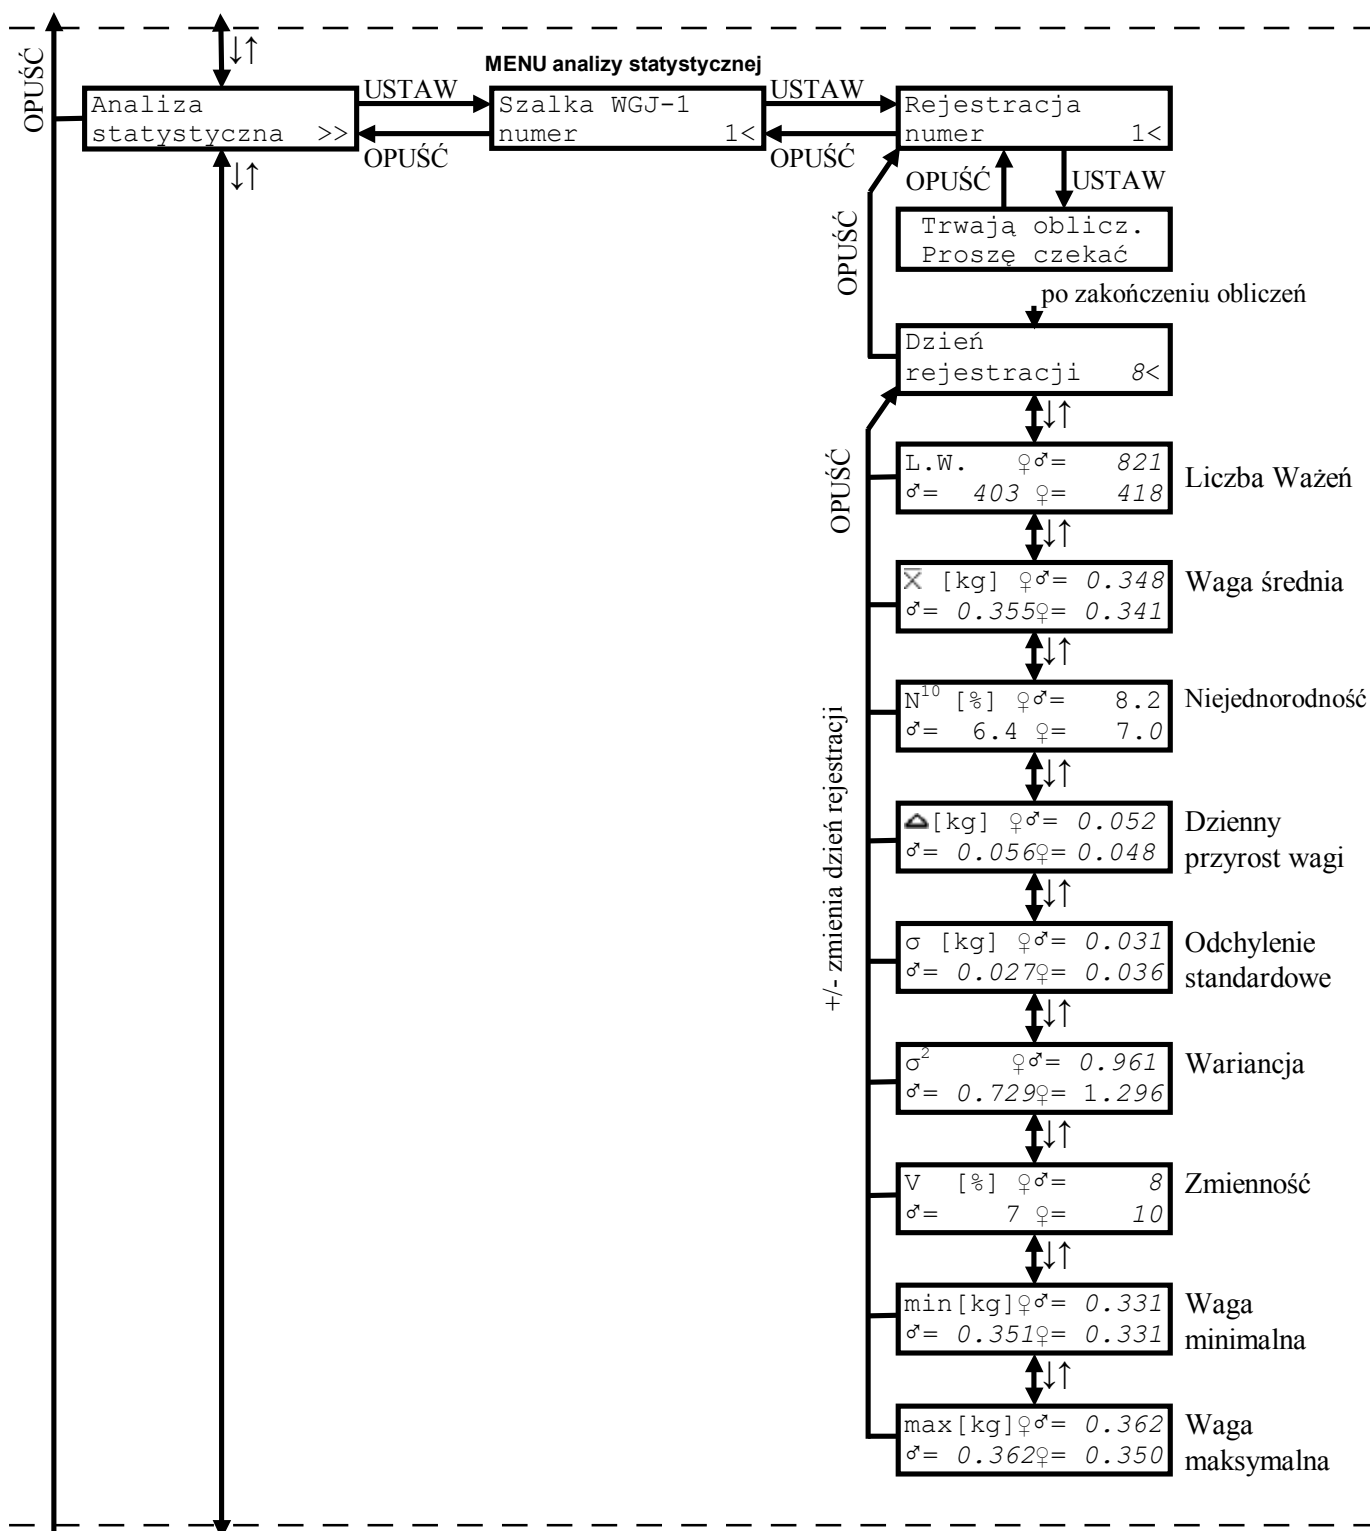 OPUŚĆ
↓↑
MENU analizy statystycznej
Analiza
statystyczna >>
USTAW
OPUŚĆ
Szalka WGJ-1
numer 1<
USTAW
OPUŚĆ
Rejestracja
numer 1<
↓↑
OPUŚĆ
USTAW
Trwają oblicz.
Proszę czekać
OPUŚĆ
po zakończeniu obliczeń
Dzień
rejestracji 8<
↓↑
OPUŚĆ
L.W. ♀♂= 821
♂= 403 ♀= 418
Liczba Ważeń
↓↑
x̅ [kg] ♀♂= 0.348
♂= 0.355♀= 0.341
Waga średnia
↓↑
+/- zmienia dzień rejestracji
N¹⁰ [%] ♀♂= 8.2
♂= 6.4 ♀= 7.0
Niejednorodność
↓↑
△[kg] ♀♂= 0.052
♂= 0.056♀= 0.048
Dzienny
przyrost wagi
↓↑
σ [kg] ♀♂= 0.031
♂= 0.027♀= 0.036
Odchylenie
standardowe
↓↑
σ² ♀♂= 0.961
♂= 0.729♀= 1.296
Wariancja
↓↑
V [%] ♀♂= 8
♂= 7 ♀= 10
Zmienność
↓↑
min[kg]♀♂= 0.331
♂= 0.351♀= 0.331
Waga
minimalna
↓↑
max[kg]♀♂= 0.362
♂= 0.362♀= 0.350
Waga
maksymalna